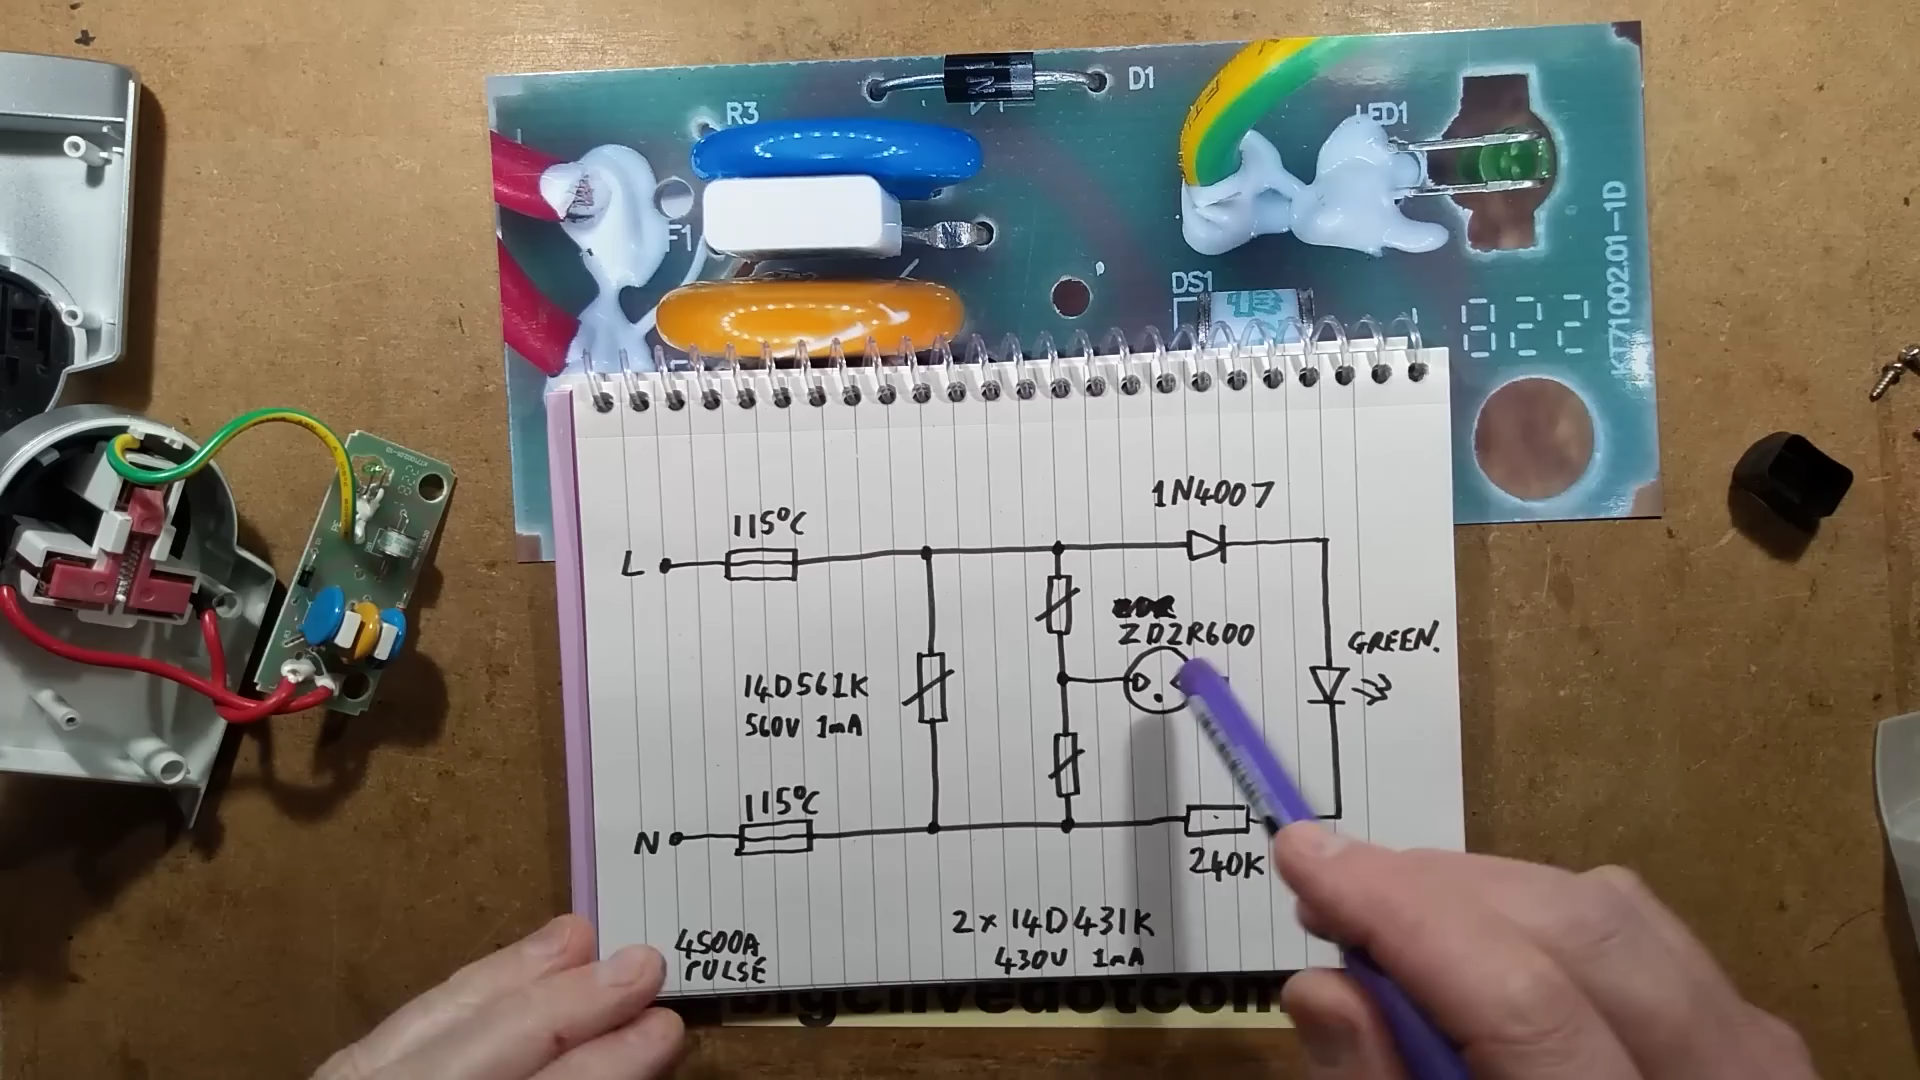 D1
R3
LED1
F1
DS1
KT71002.01-1D
822
1N4007
115°C
L
ZD2R600
GREEN.
14D561K
560V 1mA
115°C
N
240K
2 x 14D431K
430V 1mA
4500A
PULSE
bigclivedotcom